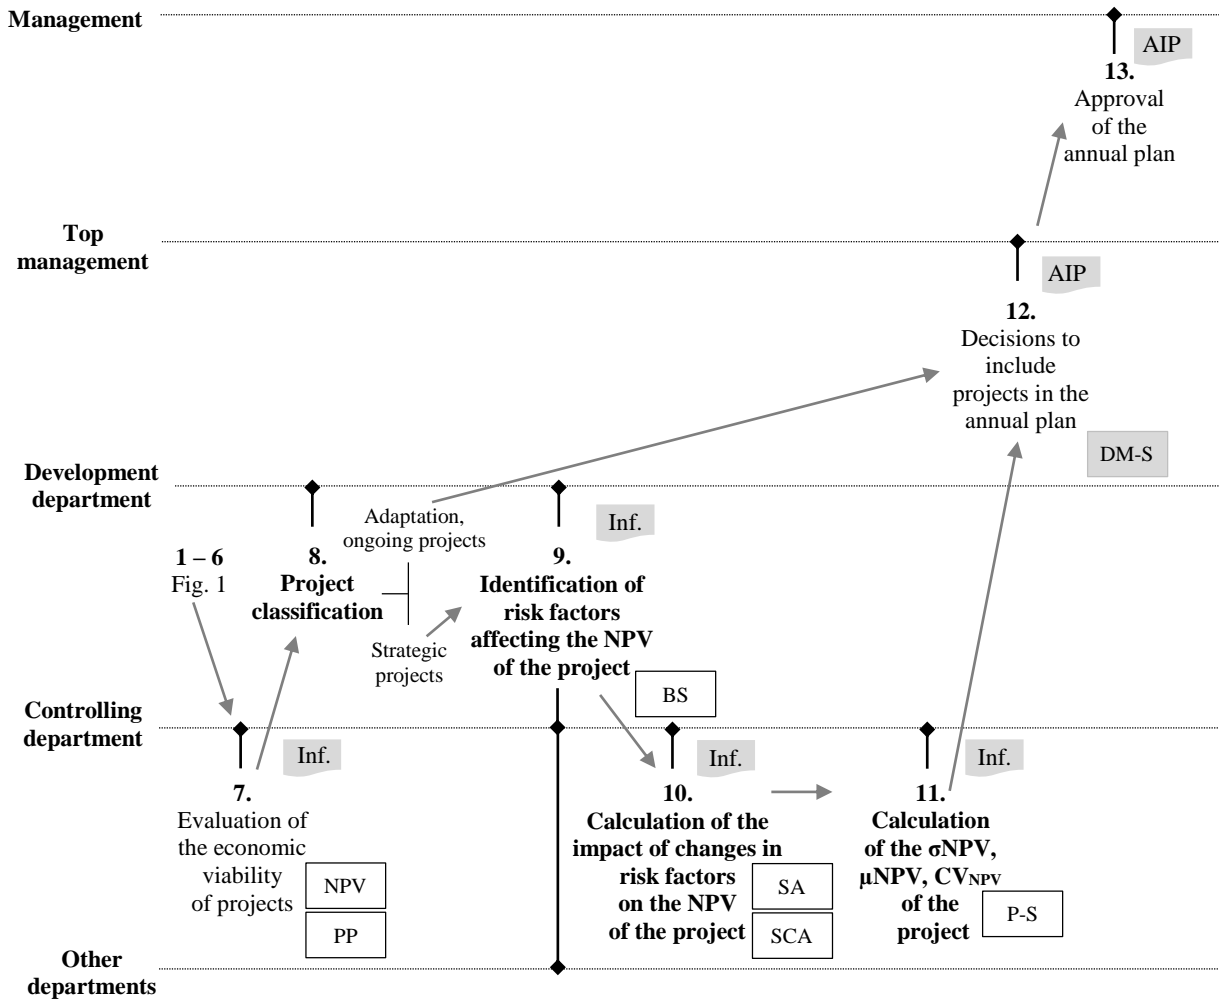 Management
AIP
13.
Approval
of the
annual plan
Top
management
AIP
12.
Decisions to
include
projects in the
annual plan
DM-S
Development
department
Adaptation,
ongoing projects
Inf.
1 – 6
Fig. 1
8.
Project
classification
Strategic
projects
9.
Identification of
risk factors
affecting the NPV
of the project
BS
Controlling
department
Inf.
7.
Evaluation of
the economic
viability
of projects
NPV
PP
Inf.
10.
Calculation of the
impact of changes in
risk factors
on the NPV
of the project
SA
SCA
Inf.
11.
Calculation
of the σNPV,
µNPV, CVNPV
of the
project
P-S
Other
departments